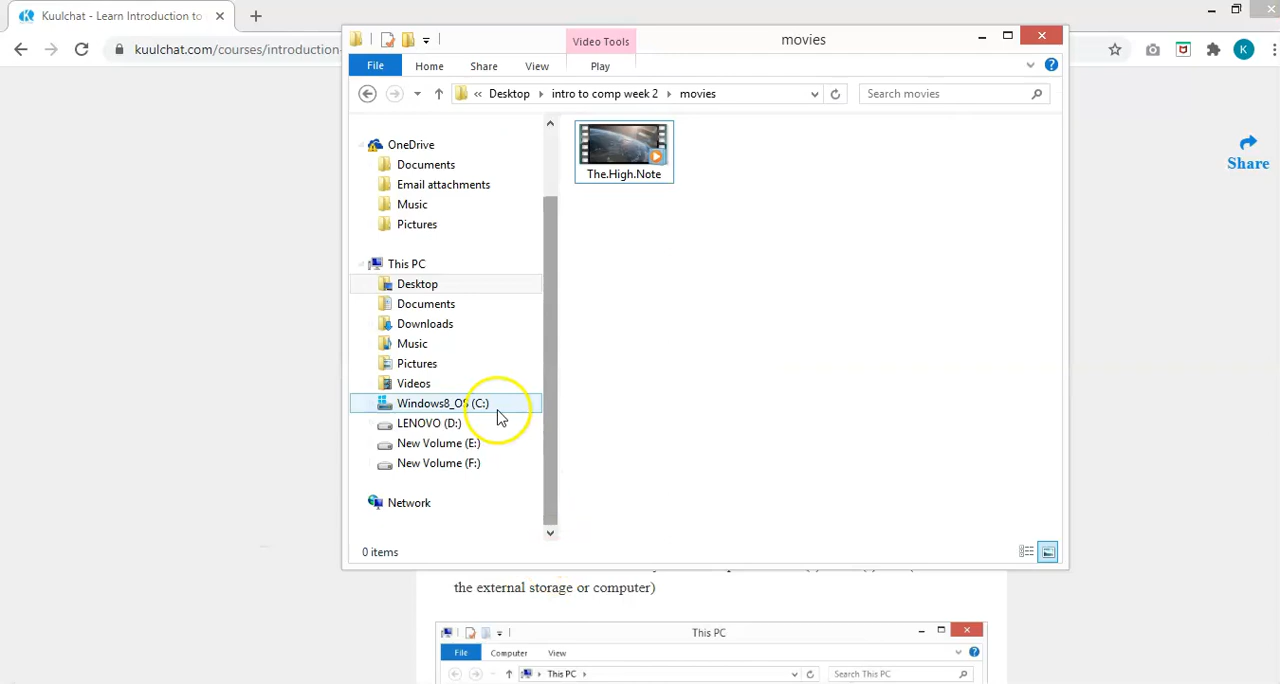 Kuulchat - Learn Introduction to
kuulchat.com/courses/introduction-
K
Share
Video Tools
movies
File
Home
Share
View
Play
« Desktop intro to comp week 2 movies
Search movies
OneDrive
Documents
Email attachments
Music
Pictures
This PC
Desktop
Documents
Downloads
Music
Pictures
Videos
Windows8_OS (C:)
LENOVO (D:)
New Volume (E:)
New Volume (F:)
Network
The.High.Note
0 items
the external storage or computer)
This PC
File
Computer
View
This PC
Search This PC